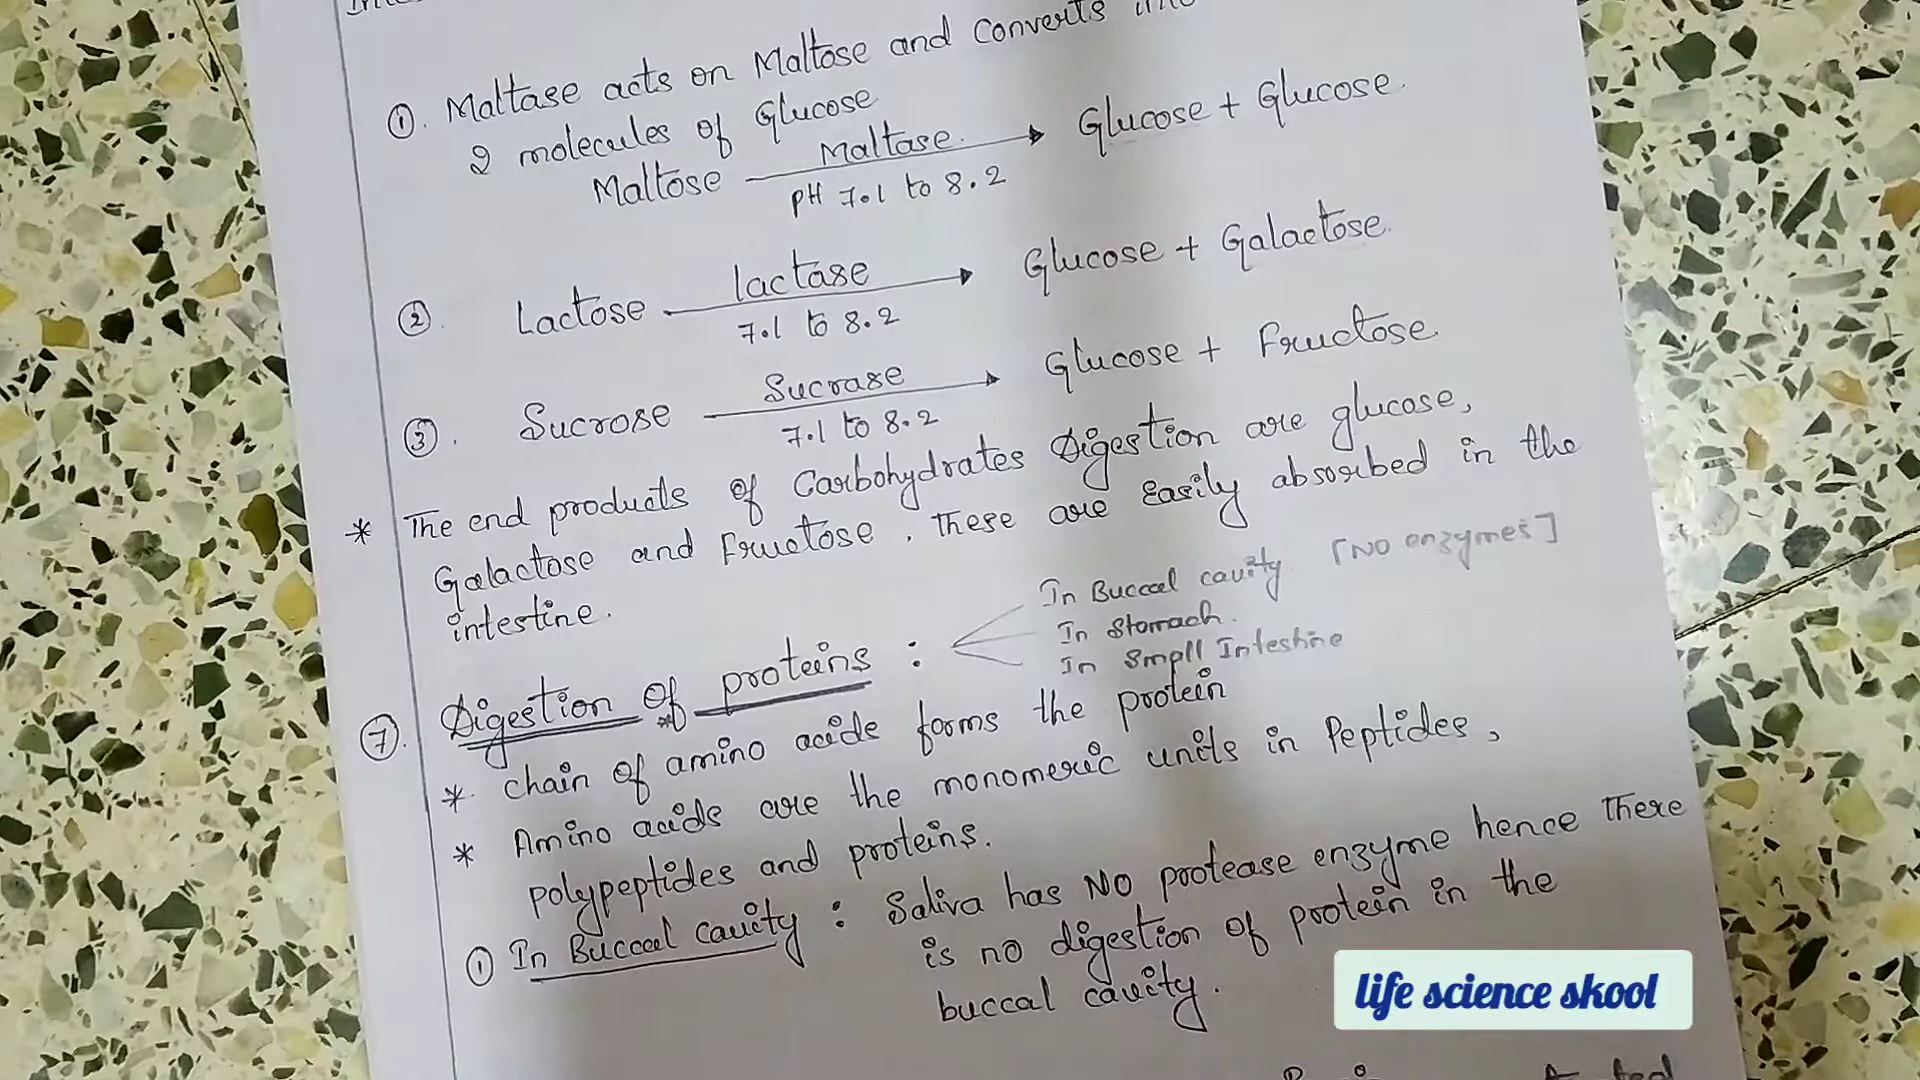 ① Maltase acts on Maltose and converts into
2 molecules of Glucose
Maltose Maltase Glucose + Glucose
pH 7.1 to 8.2
② Lactose lactase Glucose + Galactose
7.1 to 8.2
③ Sucrose Sucrase Glucose + Fructose
7.1 to 8.2
* The end products of Carbohydrates Digestion are glucose,
Galactose and Fructose. These are easily absorbed in the
intestine.
In Buccal cavity [NO enzymes]
⑦ Digestion of proteins : In Stomach.
In Small Intestine
* Chain of amino acids forms the protein
* Amino acids are the monomeric units in Peptides,
polypeptides and proteins.
① In Buccal cavity : Saliva has NO protease enzyme hence there
is no digestion of protein in the
buccal cavity.
life science skool